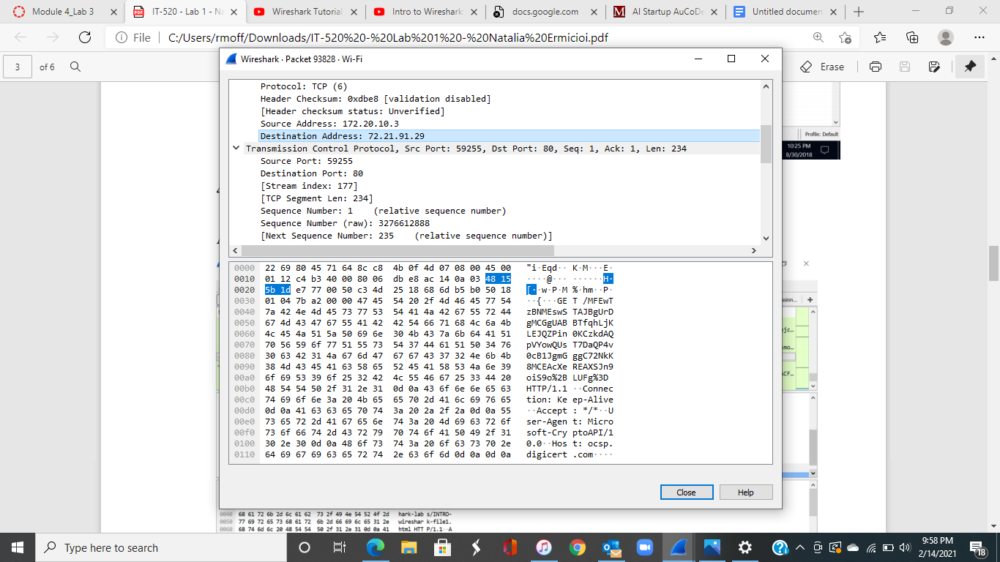 Module 4_Lab 3
IT-520 - Lab 1 - Na
Wireshark Tutorial
Intro to Wireshark:
docs.google.com
AI Startup AuCoDe
Untitled documen
File
C:/Users/rmoff/Downloads/IT-520%20-%20Lab%201%20-%20Natalia%20Ermicioi.pdf
3 of 6
Erase
Wireshark · Packet 93828 · Wi-Fi
Protocol: TCP (6)
Header Checksum: 0xdbe8 [validation disabled]
[Header checksum status: Unverified]
Source Address: 172.20.10.3
Destination Address: 72.21.91.29
Transmission Control Protocol, Src Port: 59255, Dst Port: 80, Seq: 1, Ack: 1, Len: 234
Source Port: 59255
Destination Port: 80
[Stream index: 177]
[TCP Segment Len: 234]
Sequence Number: 1 (relative sequence number)
Sequence Number (raw): 3276612888
[Next Sequence Number: 235 (relative sequence number)]
Profile: Default
10:25 PM
8/30/2018
0000 22 69 80 45 71 64 8c c8 4b 0f 4d 07 08 00 45 00 "i·Eqd·· K·M···E·
0010 01 12 c4 b3 40 00 80 06 db e8 ac 14 0a 03 48 15 ····@··· ······H·
0020 5b 1d e7 77 00 50 c3 4d 25 18 68 6d b5 b0 50 18 [··w·P·M %·hm··P·
0030 01 04 7b a2 00 00 47 45 54 20 2f 4d 46 45 77 54 ··{···GE T /MFEwT
0040 7a 42 4e 4d 45 73 77 53 54 41 4a 42 67 55 72 44 zBNMEswS TAJBgUrD
0050 67 4d 43 47 67 55 41 42 42 54 66 71 68 4c 6a 4b gMCGgUAB BTfqhLjK
0060 4c 45 4a 51 5a 50 69 6e 30 4b 43 7a 6b 64 41 51 LEJQZPin 0KCzkdAQ
0070 70 56 59 6f 77 51 55 73 54 37 44 61 51 50 34 76 pVYowQUs T7DaQP4v
0080 30 63 42 31 4a 67 6d 47 67 67 43 37 32 4e 6b 4b 0cB1JgmG ggC72NkK
0090 38 4d 43 45 41 63 58 65 52 45 41 58 53 4a 6e 39 8MCEAcXe REAXSJn9
00a0 6f 69 53 39 6f 25 32 42 4c 55 46 67 25 33 44 20 oiS9o%2B LUFg%3D
00b0 48 54 54 50 2f 31 2e 31 0d 0a 43 6f 6e 6e 65 63 HTTP/1.1 ··Connec
00c0 74 69 6f 6e 3a 20 4b 65 65 70 2d 41 6c 69 76 65 tion: Ke ep-Alive
00d0 0d 0a 41 63 63 65 70 74 3a 20 2a 2f 2a 0d 0a 55 ··Accept : */*··U
00e0 73 65 72 2d 41 67 65 6e 74 3a 20 4d 69 63 72 6f ser-Agen t: Micro
00f0 73 6f 66 74 2d 43 72 79 70 74 6f 41 50 49 2f 31 soft-Cry ptoAPI/1
0100 30 2e 30 0d 0a 48 6f 73 74 3a 20 6f 63 73 70 2e 0.0··Hos t: ocsp.
0110 64 69 67 69 63 65 72 74 2e 63 6f 6d 0d 0a 0d 0a digicert .com····
Close
Help
0040 68 61 72 6b 2d 6c 61 62 73 2f 49 4e 54 52 4f 2d hark-lab s/INTRO-
0050 77 69 72 65 73 68 61 72 6b 2d 66 69 6c 65 31 2e wireshar k-file1.
0060 68 74 6d 6c 20 48 54 54 50 2f 31 2e 31 0d 0a 41 html HTT P/1.1··A
Type here to search
9:58 PM
2/14/2021
18